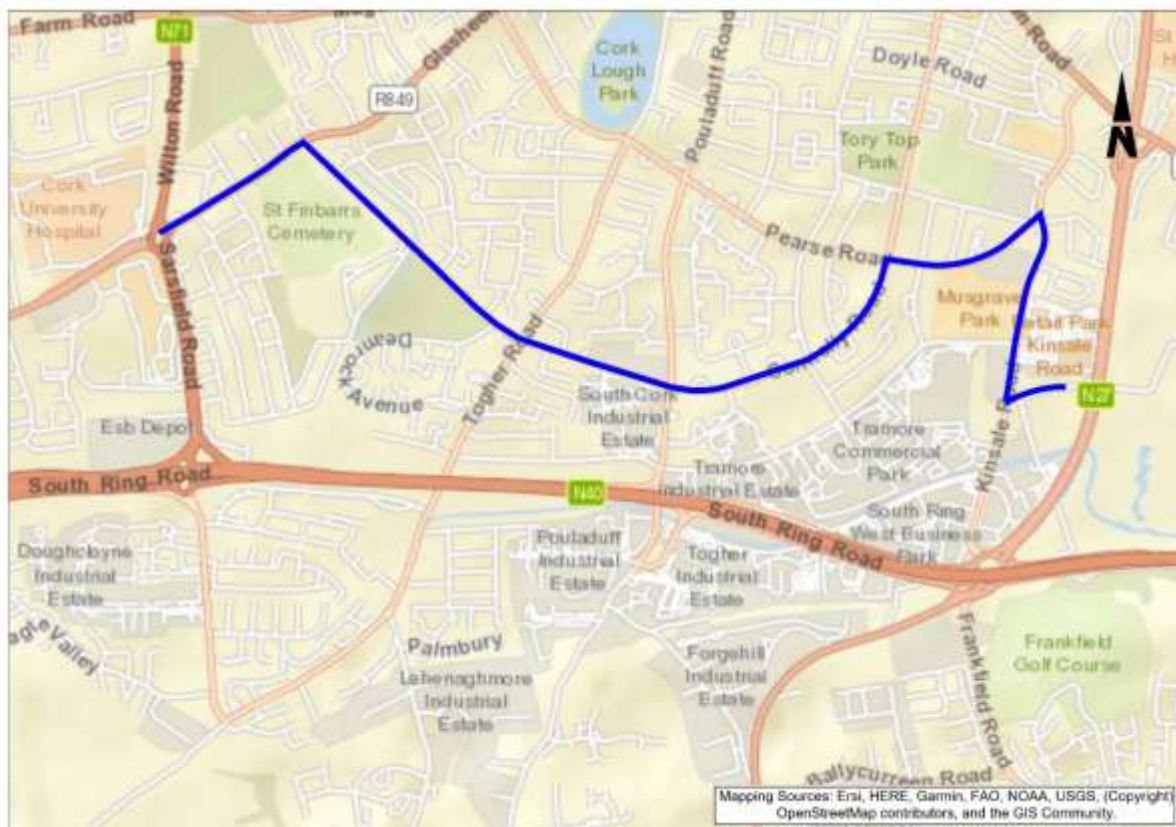 Farm Road
N71
Glasheen
R849
Wilton Road
Cork
University
Hospital
St Finbarrs
Cemetery
Sarsfield Road
Cork
Lough
Park
Pouladuff Road
Doyle Road
Road
St
Tory Top
Park
N
Pearse Road
Musgrave
Park
Retail Park
Kinsale
Road
N27
Kinsale
Deanrock
Avenue
Togher Road
South Cork
Industrial
Estate
Esb Depot
South Ring Road
N40
Tramore
Industrial Estate
Tramore
Commercial
Park
South Ring
West Business
Park
South Ring Road
Doughcloyne
Industrial
Estate
Pouladuff
Industrial
Estate
Togher
Industrial
Estate
Valley
Palmbury
Lehenaghmore
Industrial
Estate
Forgehill
Industrial
Estate
Frankfield
Golf Course
Frankfield Road
Ballycurreen Road
Mapping Sources: Esri, HERE, Garmin, FAO, NOAA, USGS, (Copyright)
OpenStreetMap contributors, and the GIS Community.